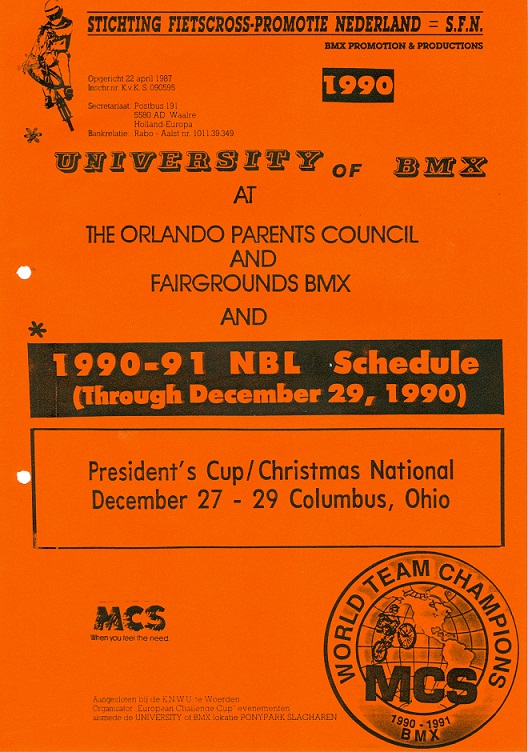 STICHTING FIETSCROSS-PROMOTIE NEDERLAND = S.F.N.
BMX PROMOTION & PRODUCTIONS
1990
Opgericht 22 april 1987
Inschr.nr. K.v.K. S. 090595
Secretariaat: Postbus 191
5580 AD Waalre
Holland-Europa
Bankrelatie: Rabo - Aalst nr. 1011.39.349
* UNIVERSITY OF BMX
AT
THE ORLANDO PARENTS COUNCIL
AND
FAIRGROUNDS BMX
AND
*
1990-91 NBL Schedule
(Through December 29, 1990)
President's Cup/Christmas National
December 27 - 29 Columbus, Ohio
WORLD TEAM CHAMPIONS
MCS
1990 - 1991
BMX
MCS
When you feel the need.
Aangesloten bij de K.N.W.U. te Woerden
Organisator "European Challenge Cup" evenementen
alsmede de UNIVERSITY of BMX lokatie PONYPARK SLAGHAREN